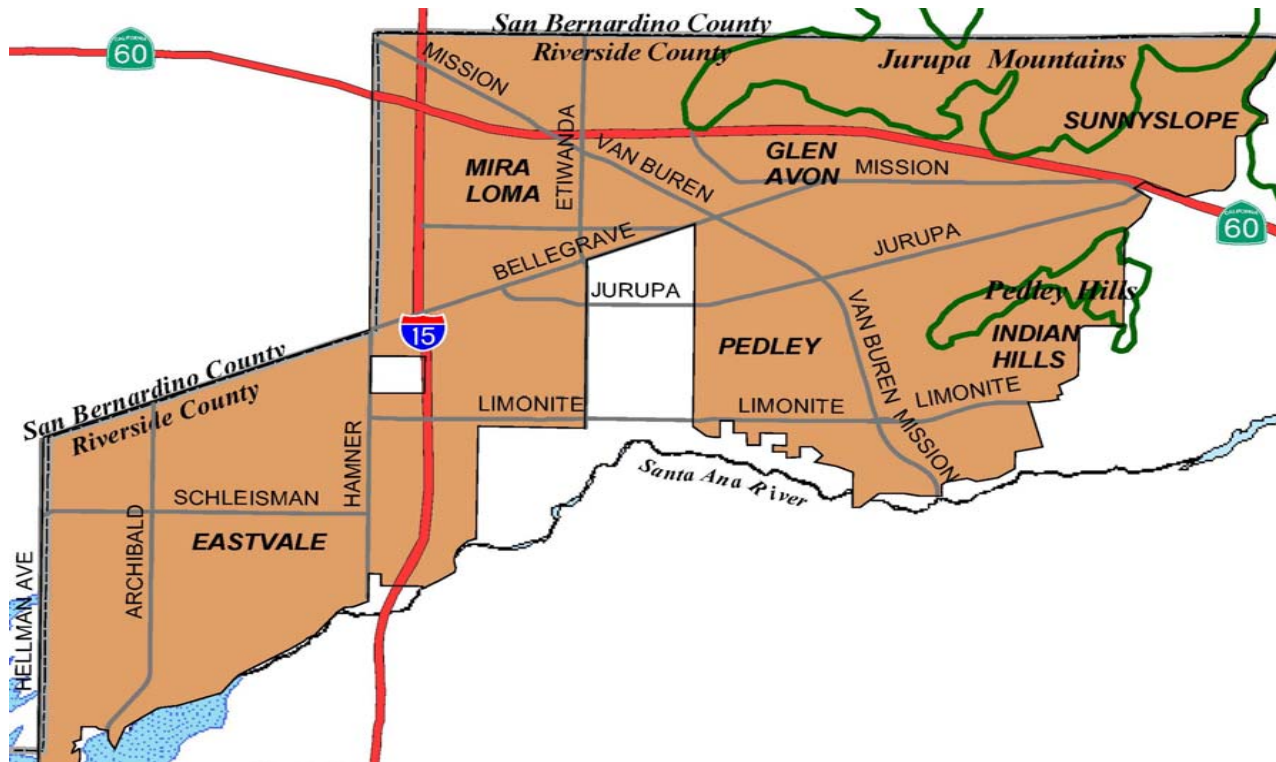 San Bernardino County
Riverside County
CALIFORNIA
60
MISSION
Jurupa Mountains
SUNNYSLOPE
ETIWANDA
VAN BUREN
GLEN
AVON
MISSION
MIRA
LOMA
CALIFORNIA
60
BELLEGRAVE
JURUPA
JURUPA
Pedley Hills
INDIAN
HILLS
15
PEDLEY
VAN BUREN
San Bernardino County
Riverside County
LIMONITE
LIMONITE
LIMONITE
MISSION
HAMNER
Santa Ana River
SCHLEISMAN
EASTVALE
ARCHIBALD
HELLMAN AVE